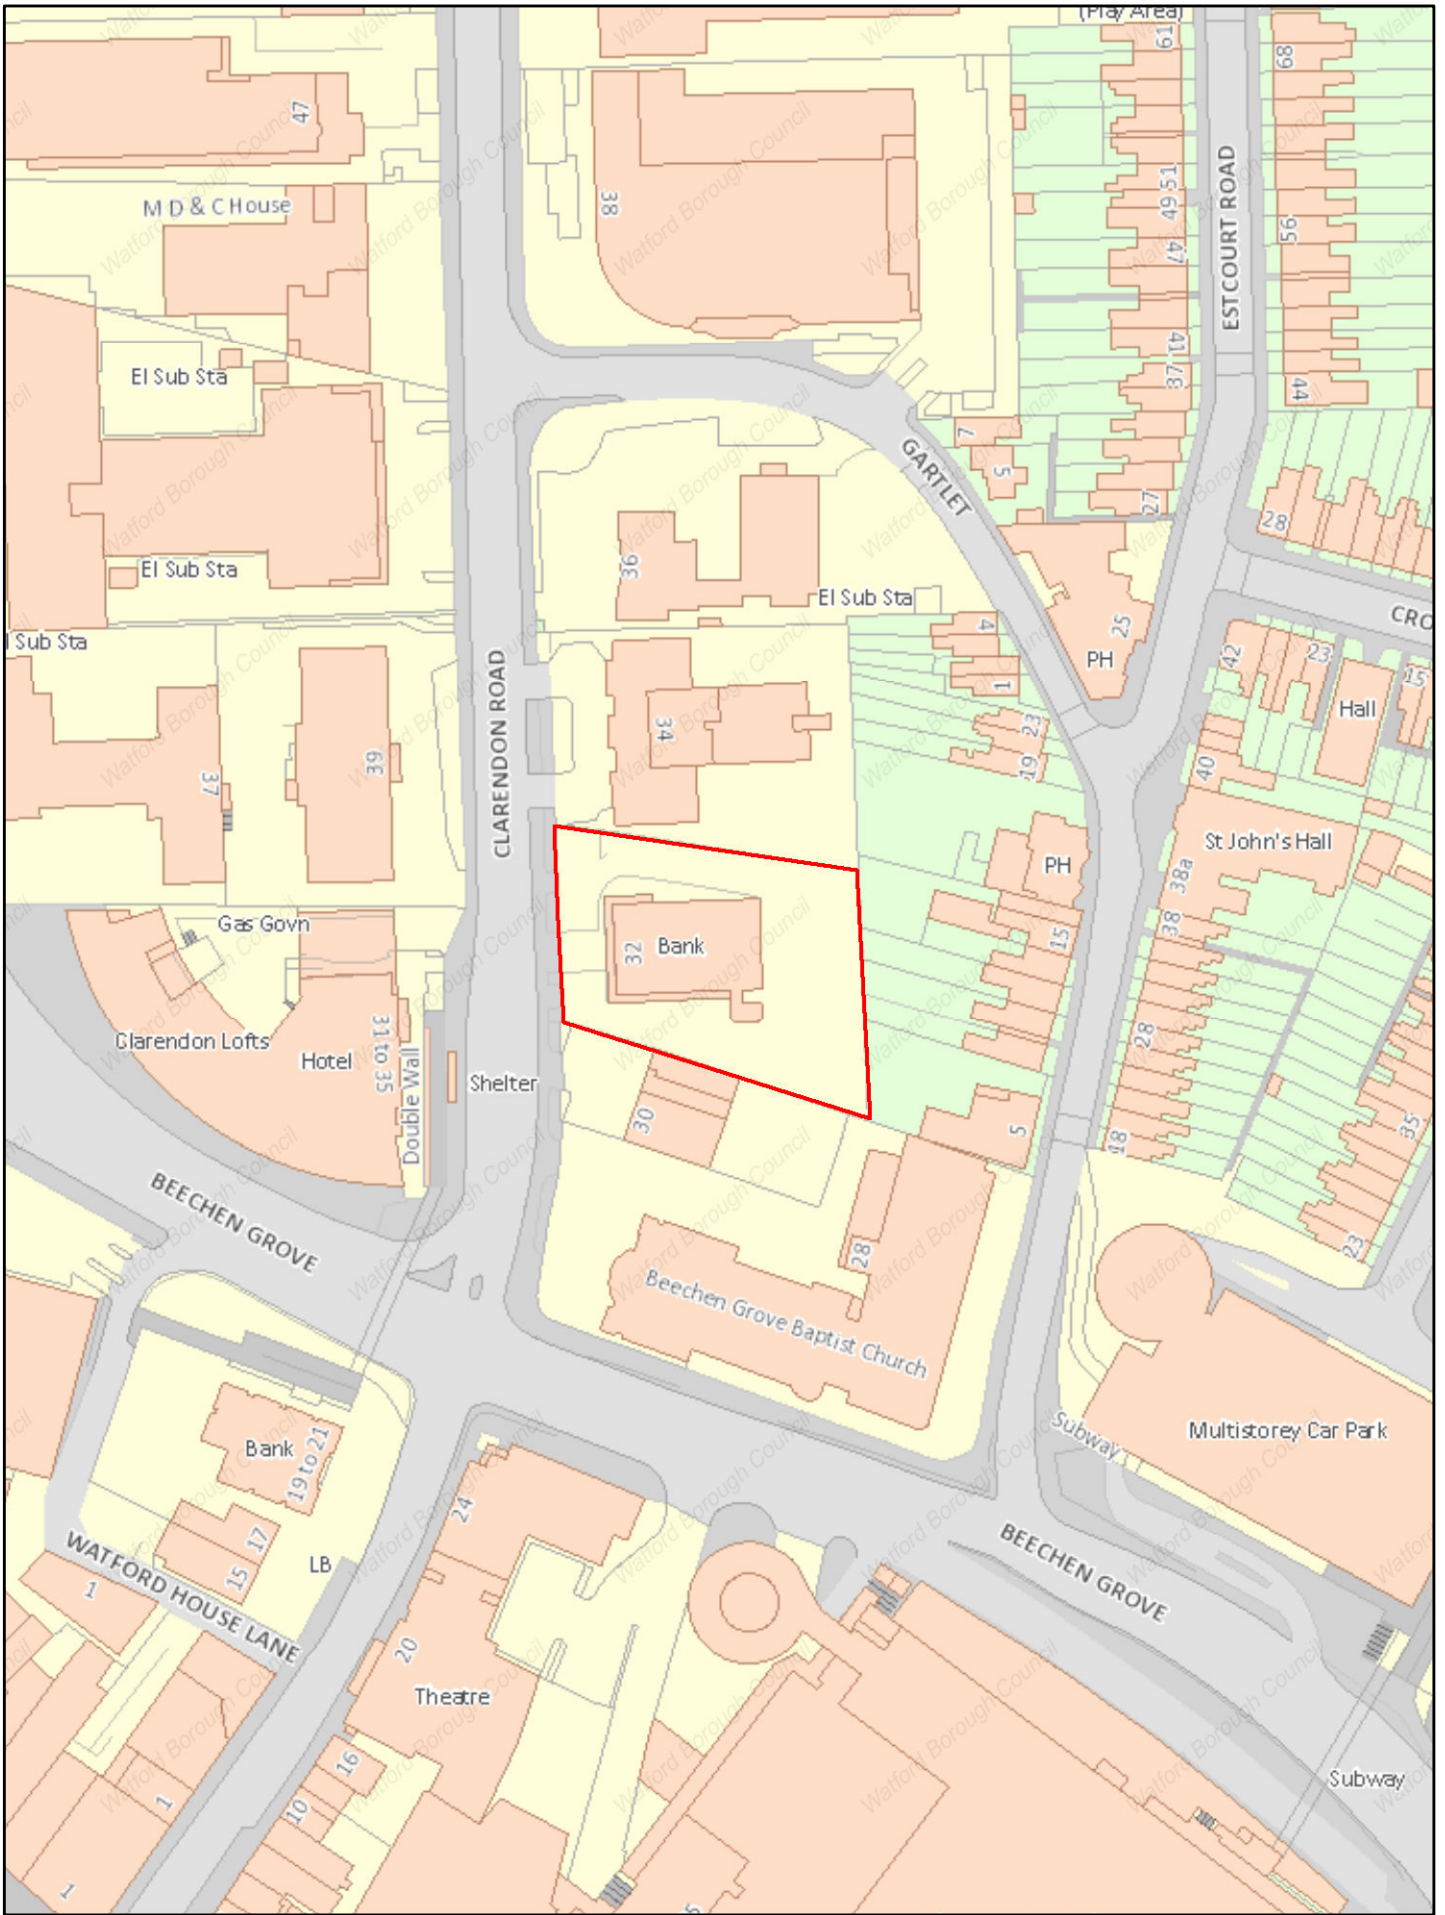 (Play Area)
61
68
47
38
M D & C House
49 51
47
56
ESTCOURT ROAD
El Sub Sta
41
37
44
7
5
GARTLET
27
28
36
El Sub Sta
El Sub Sta
l Sub Sta
4
1
25
PH
CRO
42
23
15
Hall
CLARENDON ROAD
34
23
19
39
37
40
St John's Hall
PH
38a
38
Gas Govn
32
Bank
15
Clarendon Lofts
Hotel
31 to 35
Double Wall
Shelter
28
30
5
18
35
23
BEECHEN GROVE
28
Beechen Grove Baptist Church
Multistorey Car Park
Subway
Bank
19 to 21
24
17
15
LB
WATFORD HOUSE LANE
1
BEECHEN GROVE
20
Theatre
16
10
1
1
Subway
Watford Borough Council